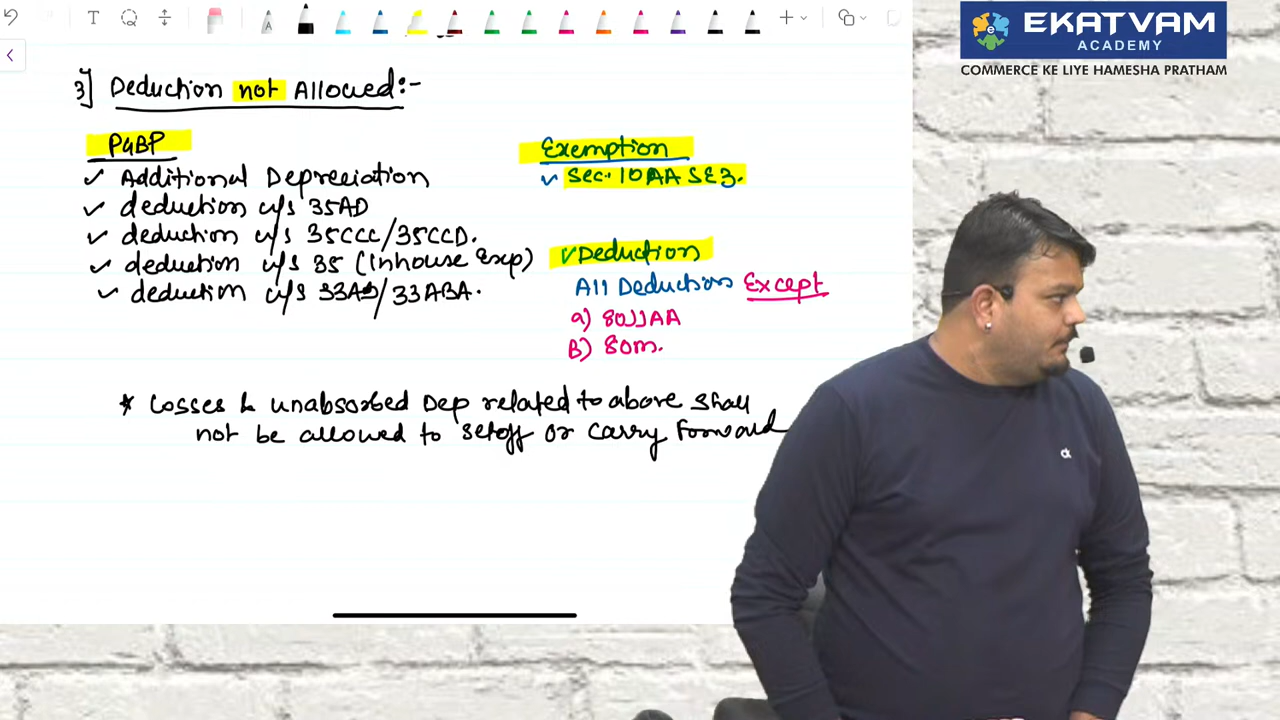 EKATVAM
ACADEMY
COMMERCE KE LIYE HAMESHA PRATHAM
3] Deduction not Allowed:-
PGBP
✓ Additional Depreciation
✓ deduction u/s 35AD
✓ deduction u/s 35CCC/35CCD.
✓ deduction u/s 35 (Inhouse Exp)
✓ deduction u/s 33AB/33ABA.
Exemption
✓ Sec. 10AA SEZ.
✓ Deduction
All Deduction Except
a) 80JJAA
B) 80m.
* Losses & unabsorbed Dep related to above shall
not be allowed to setoff or carry forward